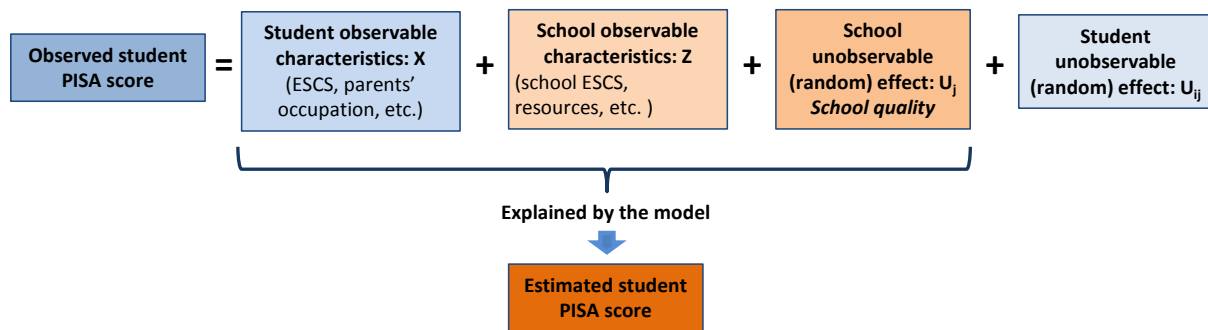 Observed student
PISA score
=
Student observable
characteristics: X
(ESCS, parents'
occupation, etc.)
+
School observable
characteristics: Z
(school ESCS,
resources, etc. )
+
School
unobservable
(random) effect: Uj
School quality
+
Student
unobservable
(random) effect: Uij
Explained by the model
Estimated student
PISA score